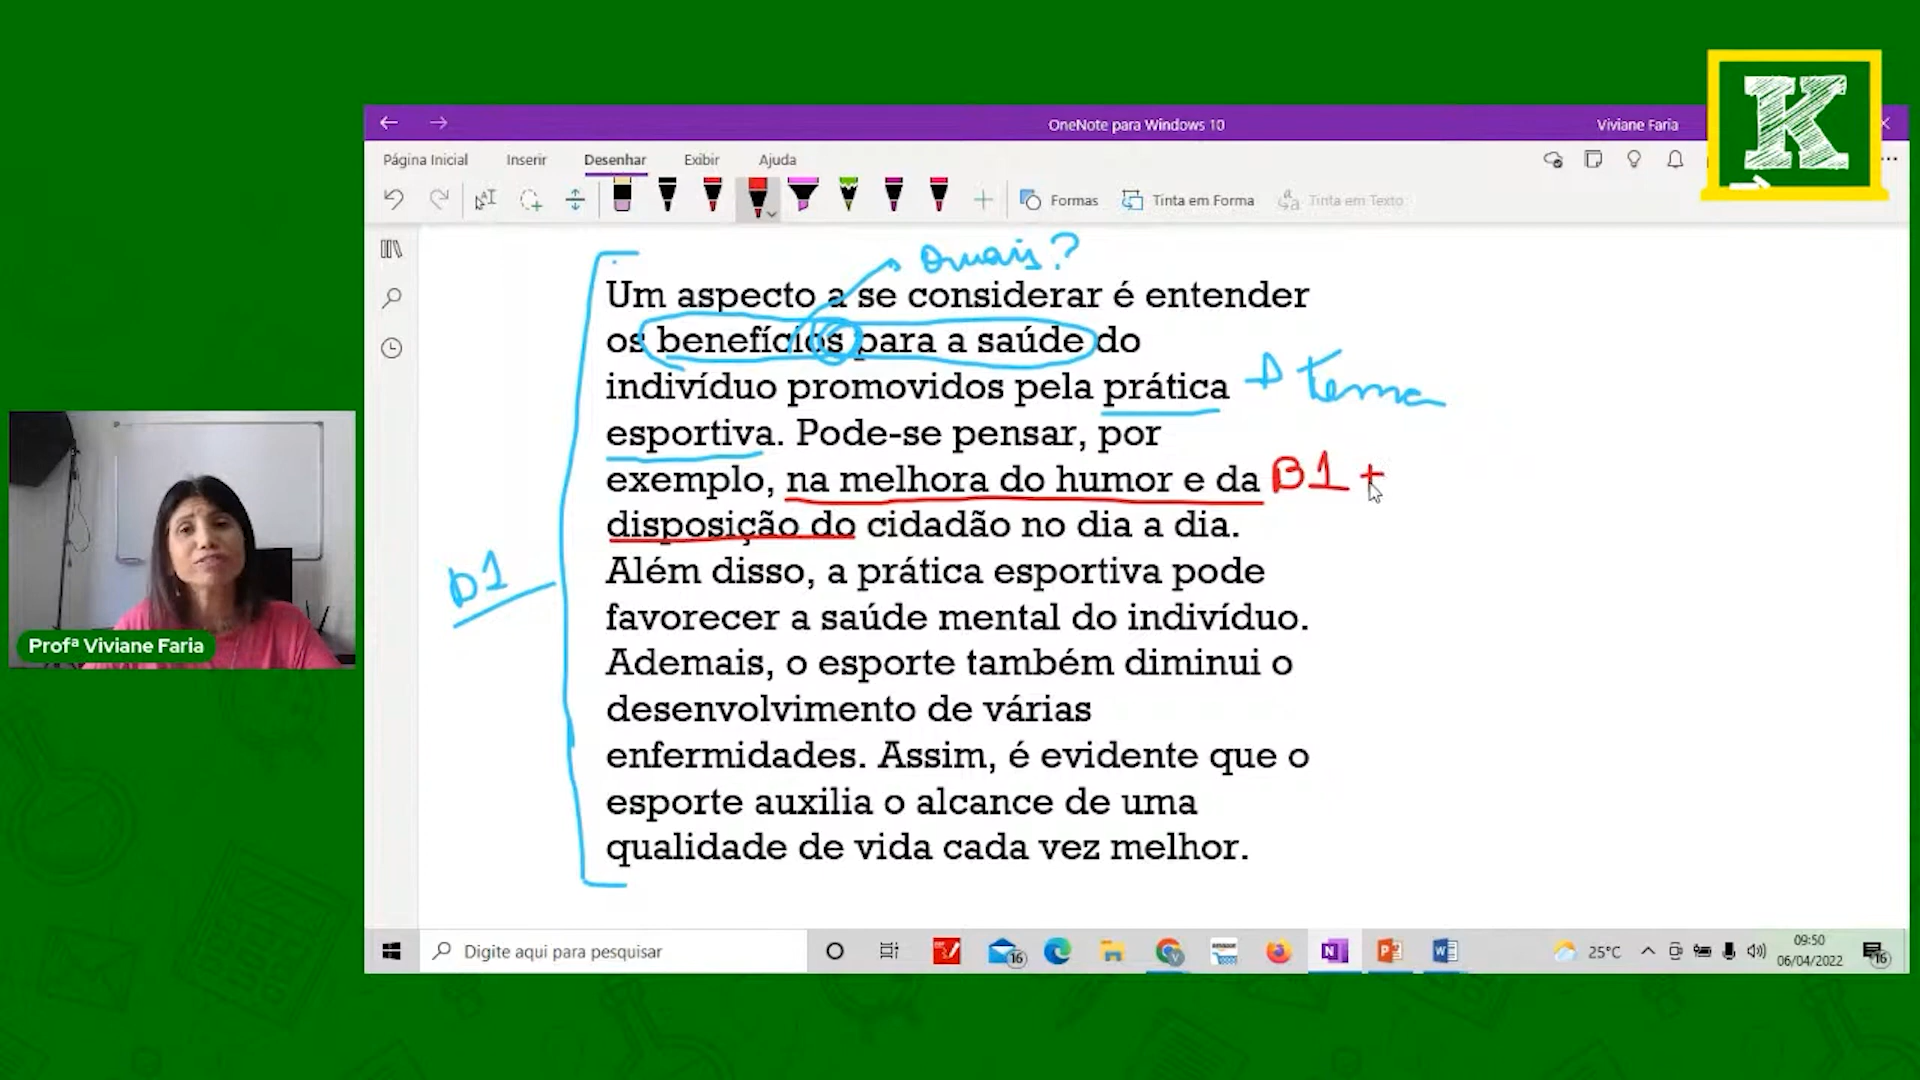 K
OneNote para Windows 10
Viviane Faria
Página Inicial Inserir Desenhar Exibir Ajuda
Formas Tinta em Forma Tinta em Texto
Quais?
Um aspecto a se considerar é entender
os benefícios para a saúde do
indivíduo promovidos pela prática
tema
esportiva. Pode-se pensar, por
exemplo, na melhora do humor e da
B1 +
disposição do cidadão no dia a dia.
Além disso, a prática esportiva pode
D1
favorecer a saúde mental do indivíduo.
Ademais, o esporte também diminui o
desenvolvimento de várias
enfermidades. Assim, é evidente que o
esporte auxilia o alcance de uma
qualidade de vida cada vez melhor.
Profª Viviane Faria
Digite aqui para pesquisar
16
25°C
09:50
06/04/2022
16